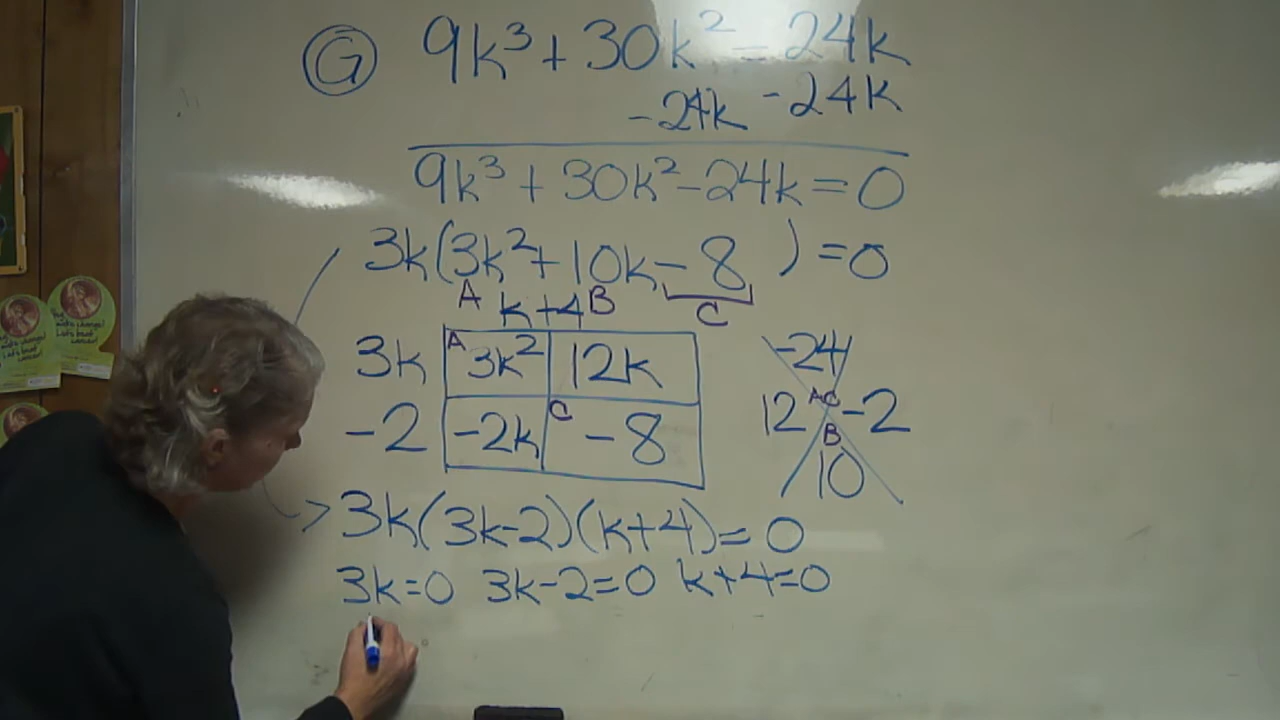 G 9k³+30k² = 24k
-24k -24k
9k³+30k²-24k=0
3k(3k²+10k-8 )=0
A B C
k+4
3k A 3k² 12k
-2 -2k C -8
-24
AC
12 -2
B
10
3k(3k-2)(k+4)=0
3k=0 3k-2=0 k+4=0